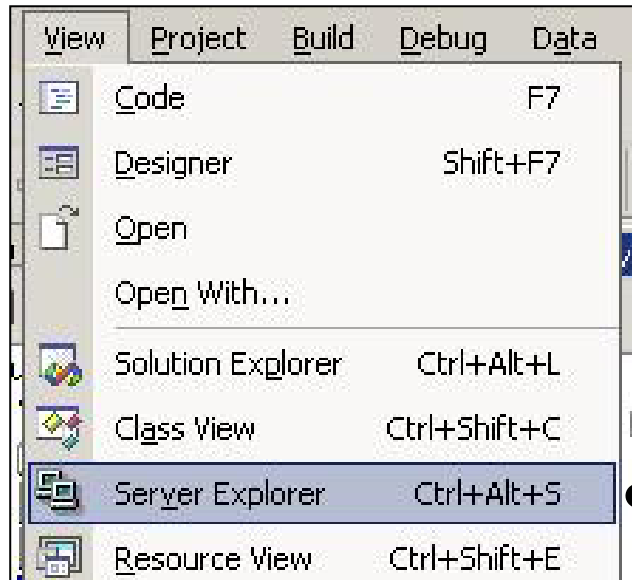 View Project Build Debug Data
Code F7
Designer Shift+F7
Open
Open With...
Solution Explorer Ctrl+Alt+L
Class View Ctrl+Shift+C
Server Explorer Ctrl+Alt+S
Resource View Ctrl+Shift+E